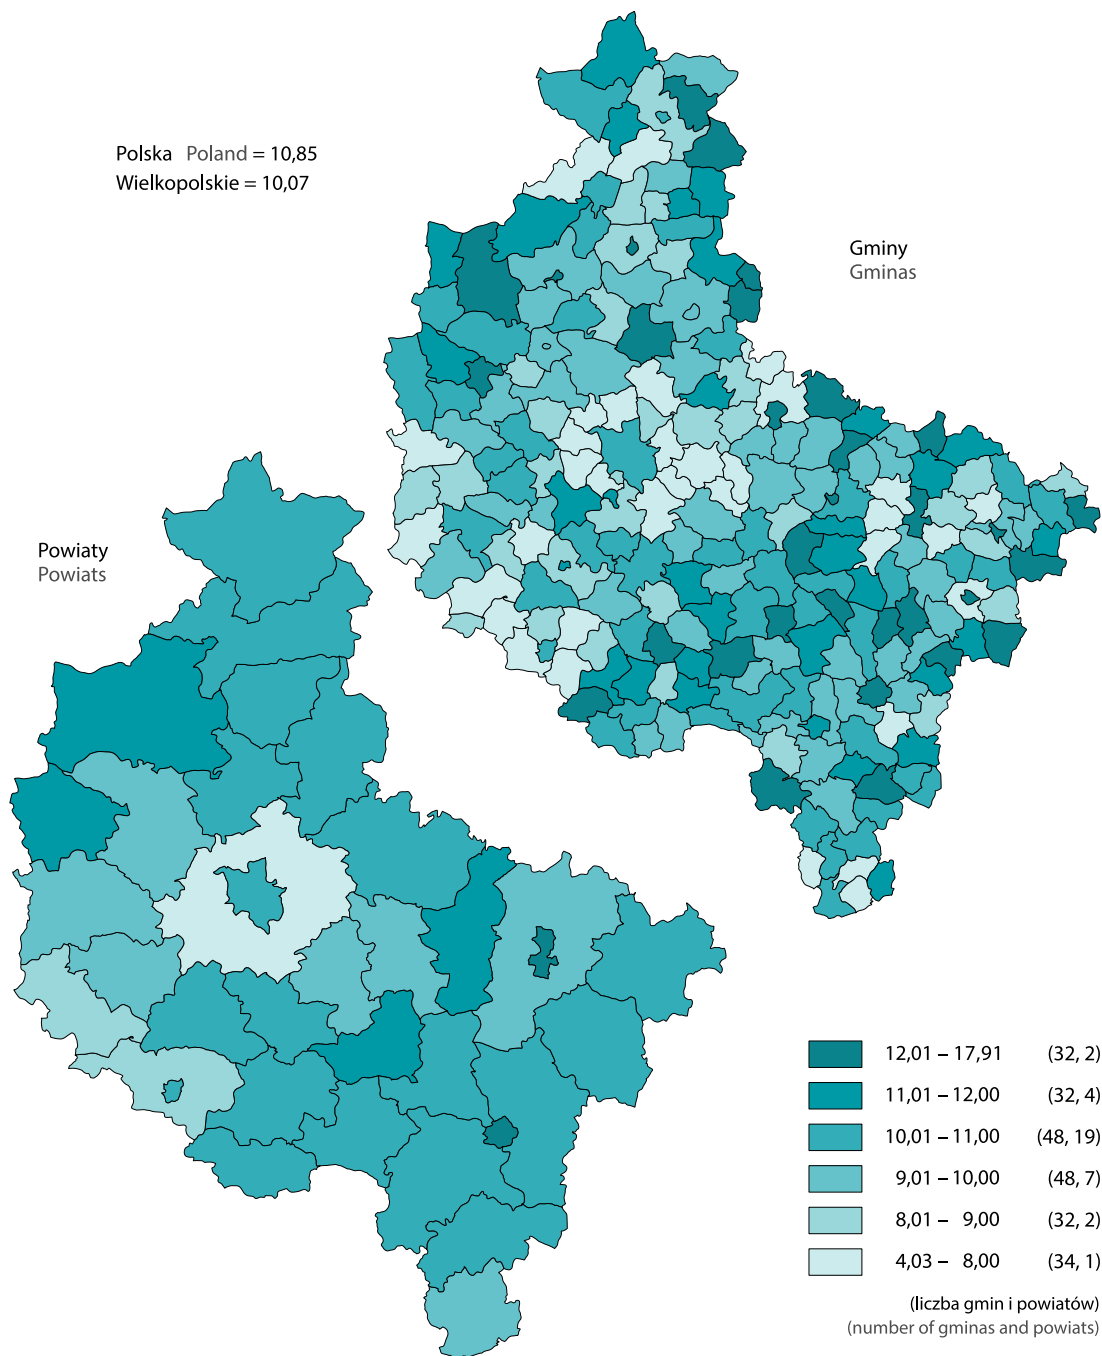 Polska Poland = 10,85
Wielkopolskie = 10,07
Gminy
Gminas
Powiaty
Powiats
12,01 – 17,91 (32, 2)
11,01 – 12,00 (32, 4)
10,01 – 11,00 (48, 19)
9,01 – 10,00 (48, 7)
8,01 – 9,00 (32, 2)
4,03 – 8,00 (34, 1)
(liczba gmin i powiatów)
(number of gminas and powiats)